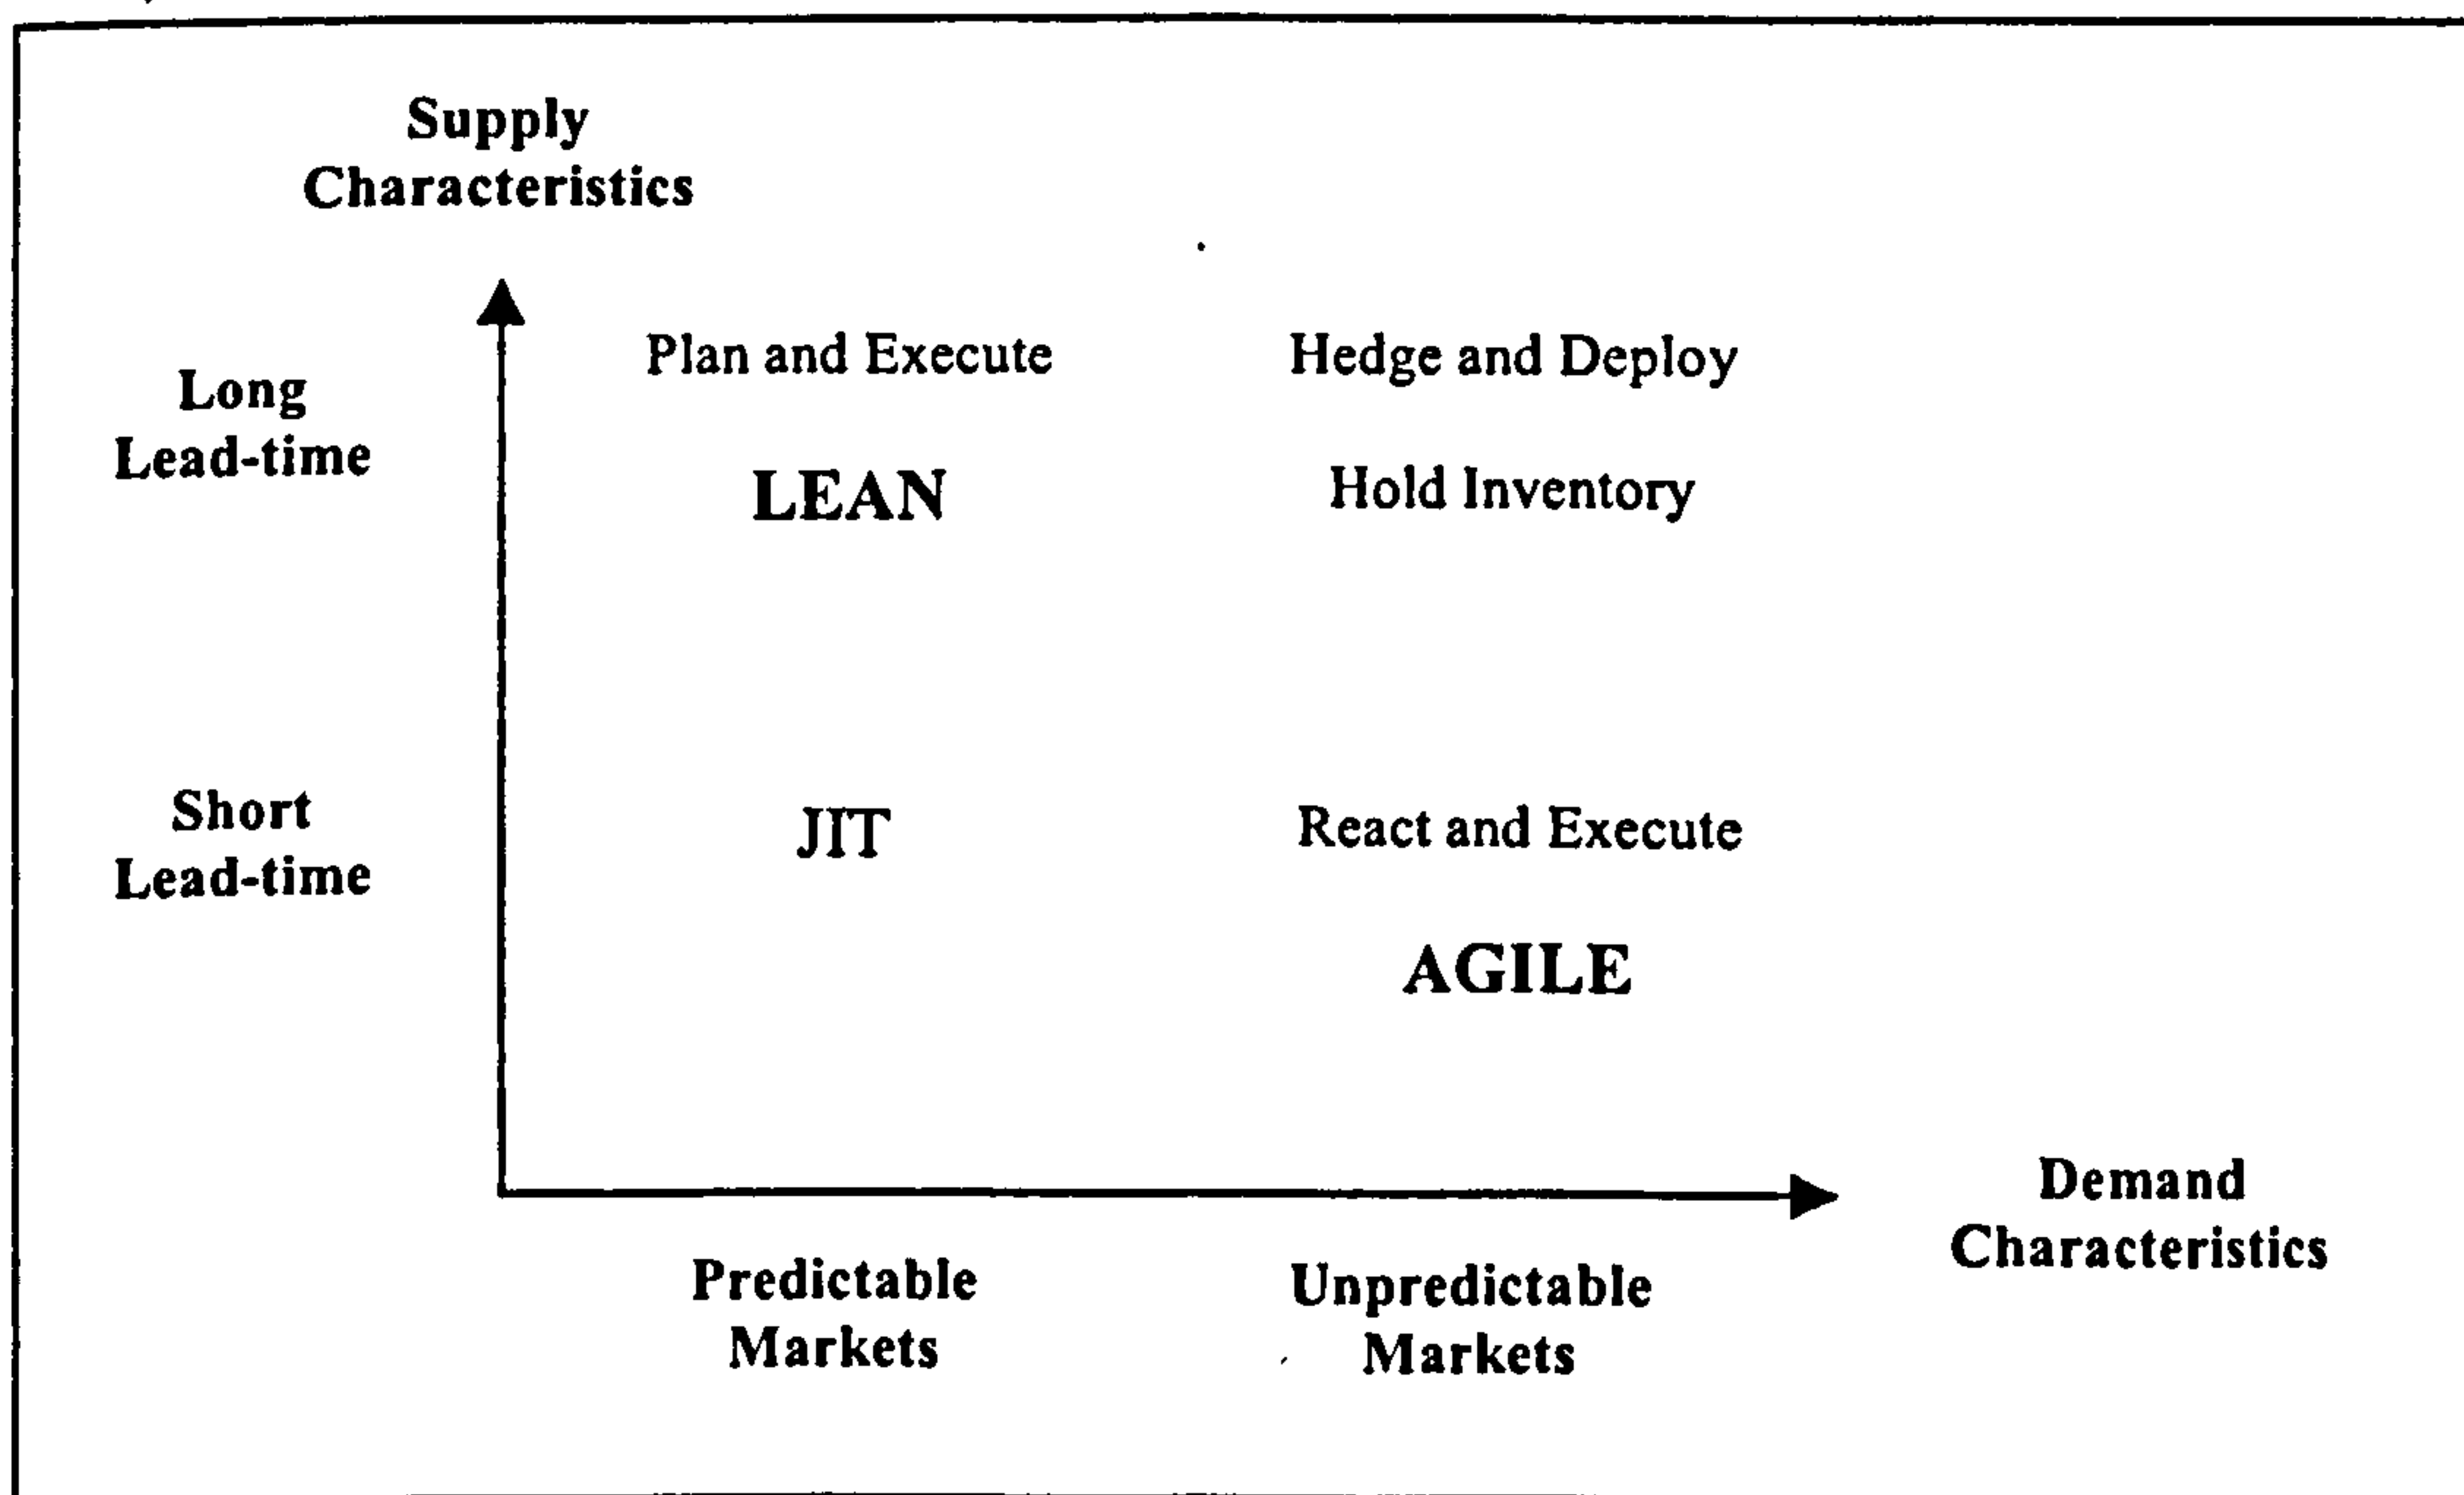 Supply
Characteristics
Plan and Execute
Hedge and Deploy
Long
Lead-time
LEAN
Hold Inventory
Short
Lead-time
JIT
React and Execute
AGILE
Demand
Characteristics
Predictable
Markets
Unpredictable
Markets